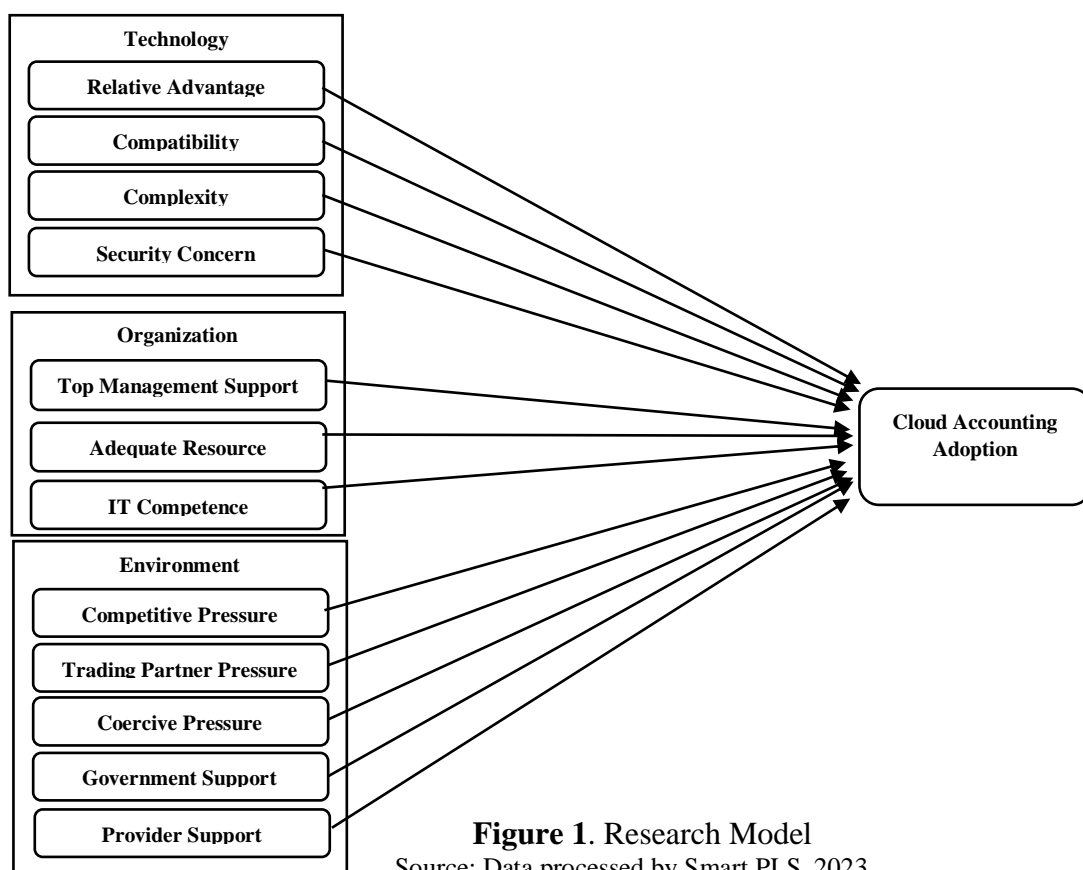 Technology
Relative Advantage
Compatibility
Complexity
Security Concern
Organization
Top Management Support
Adequate Resource
IT Competence
Environment
Competitive Pressure
Trading Partner Pressure
Coercive Pressure
Government Support
Provider Support
Cloud Accounting
Adoption
Figure 1. Research Model
Source: Data processed by Smart PLS, 2023